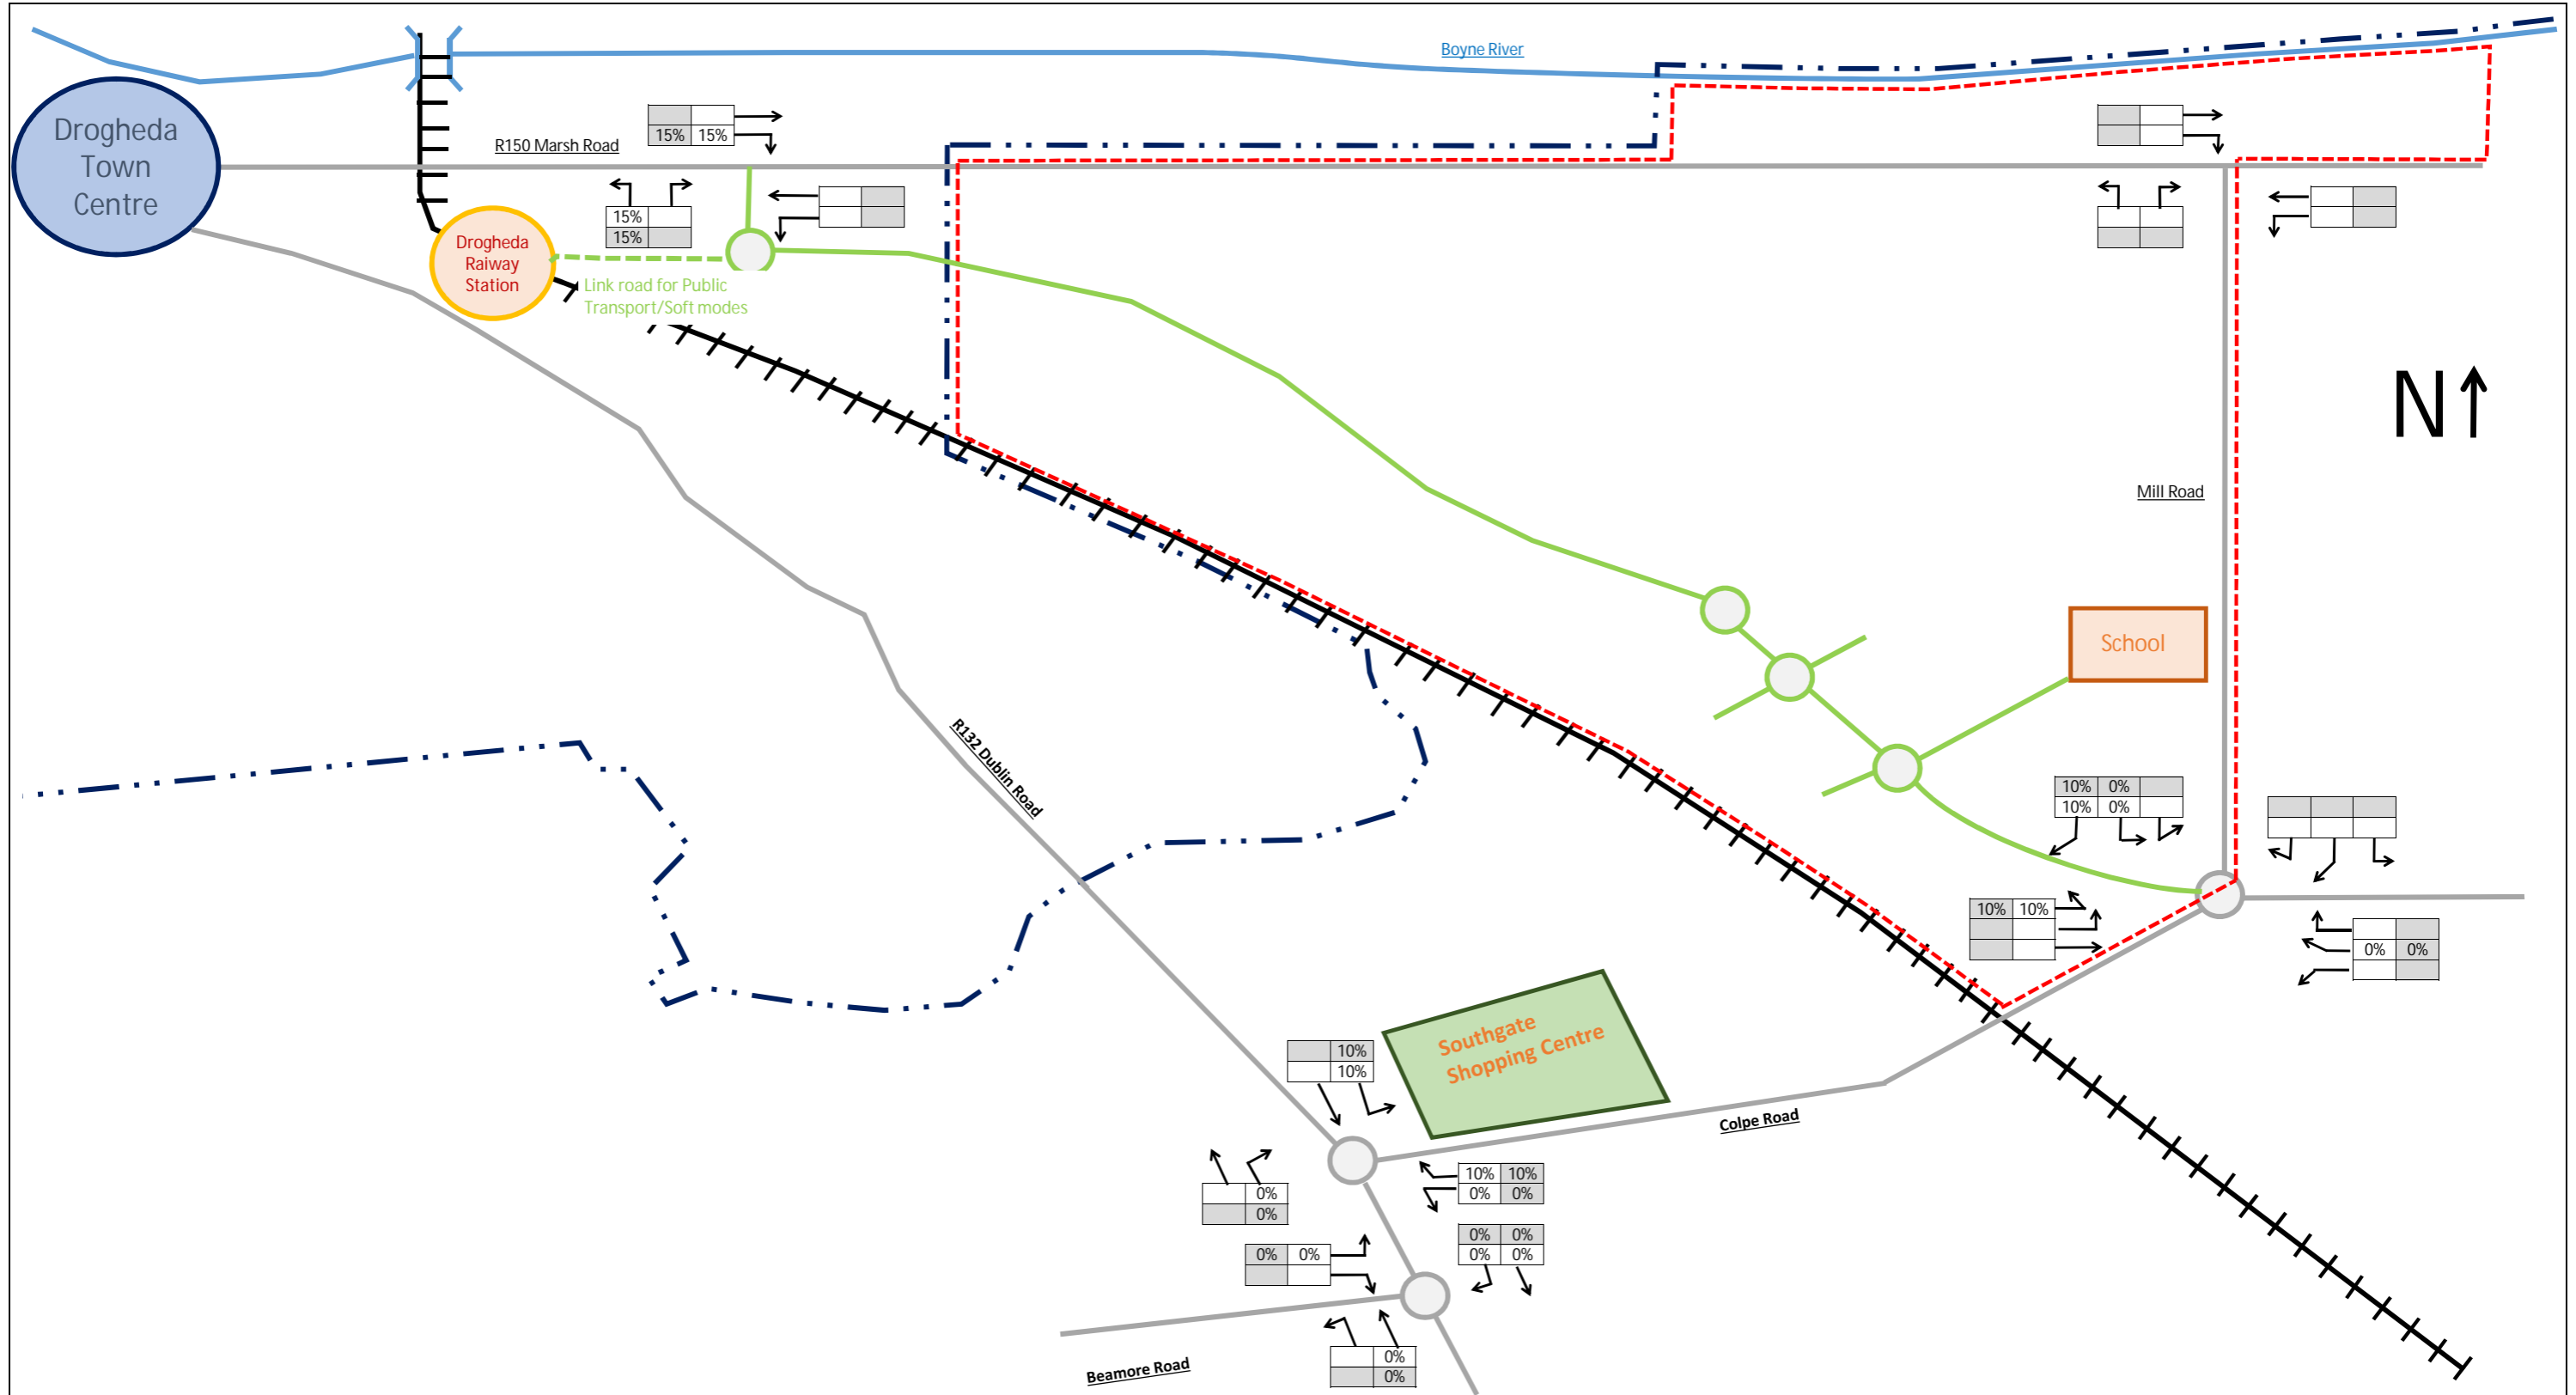 Boyne River
Drogheda
Town
Centre
15% 15%
R150 Marsh Road
15%
15%
Drogheda
Raiway
Station
Link road for Public
Transport/Soft modes
N
Mill Road
School
R132 Dublin Road
10% 0%
10% 0%
10% 10%
0% 0%
Southgate
Shopping Centre
10%
10%
Colpe Road
10% 10%
0% 0%
0%
0%
0% 0%
0% 0%
0% 0%
0%
0%
Beamore Road